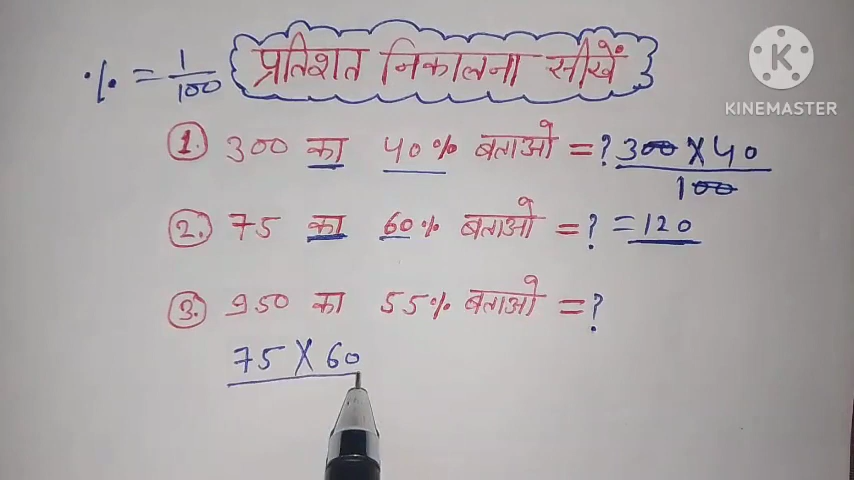 % = 1/100 प्रतिशत निकालना सीखें
K
KINEMASTER
1. 300 का 40% बताओ = ? 300 X 40
100
2. 75 का 60% बताओ = ? = 120
3. 950 का 55% बताओ = ?
75 X 60